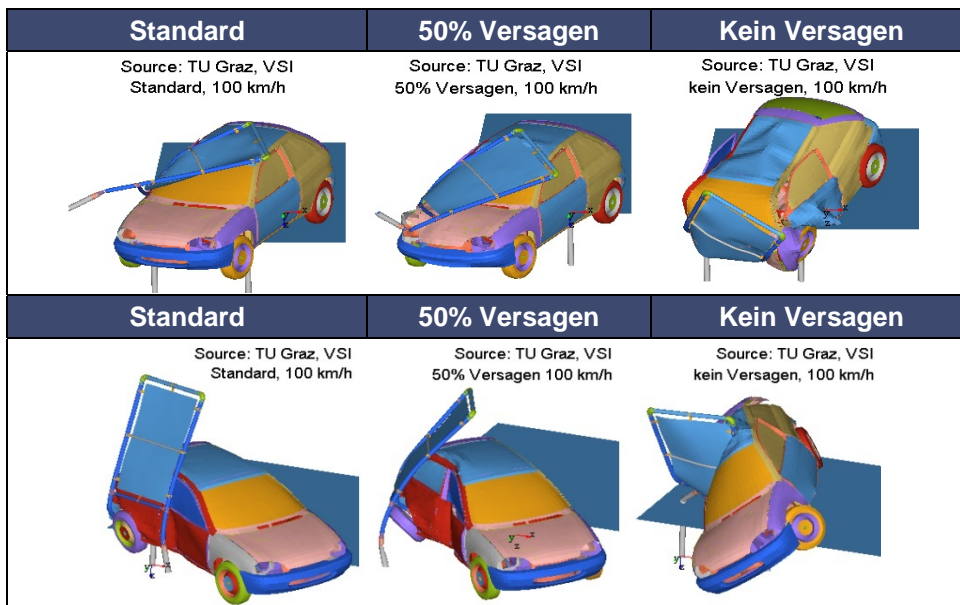 Standard
50% Versagen
Kein Versagen
Source: TU Graz, VSI
Standard, 100 km/h
Source: TU Graz, VSI
50% Versagen, 100 km/h
Source: TU Graz, VSI
kein Versagen, 100 km/h
x
y
z
x
y
z
x
z
Standard
50% Versagen
Kein Versagen
Source: TU Graz, VSI
Standard, 100 km/h
Source: TU Graz, VSI
50% Versagen 100 km/h
Source: TU Graz, VSI
kein Versagen, 100 km/h
y
x
z
y
x
z
y
x
z